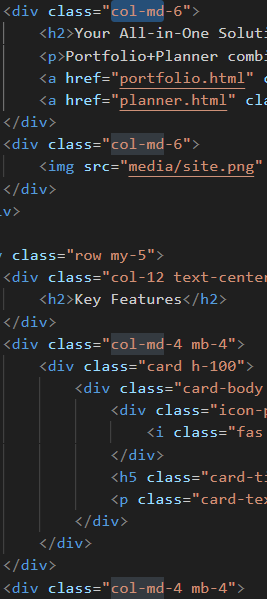 <div class="col-md-6">
<h2>Your All-in-One Soluti
<p>Portfolio+Planner combi
<a href="portfolio.html" c
<a href="planner.html" clas
</div>
<div class="col-md-6">
<img src="media/site.png"
</div>
iv>
class="row my-5">
<div class="col-12 text-center
<h2>Key Features</h2>
</div>
<div class="col-md-4 mb-4">
<div class="card h-100">
<div class="card-body
<div class="icon-p
<i class="fas
</div>
<h5 class="card-ti
<p class="card-tex
</div>
</div>
</div>
<div class="col-md-4 mb-4">